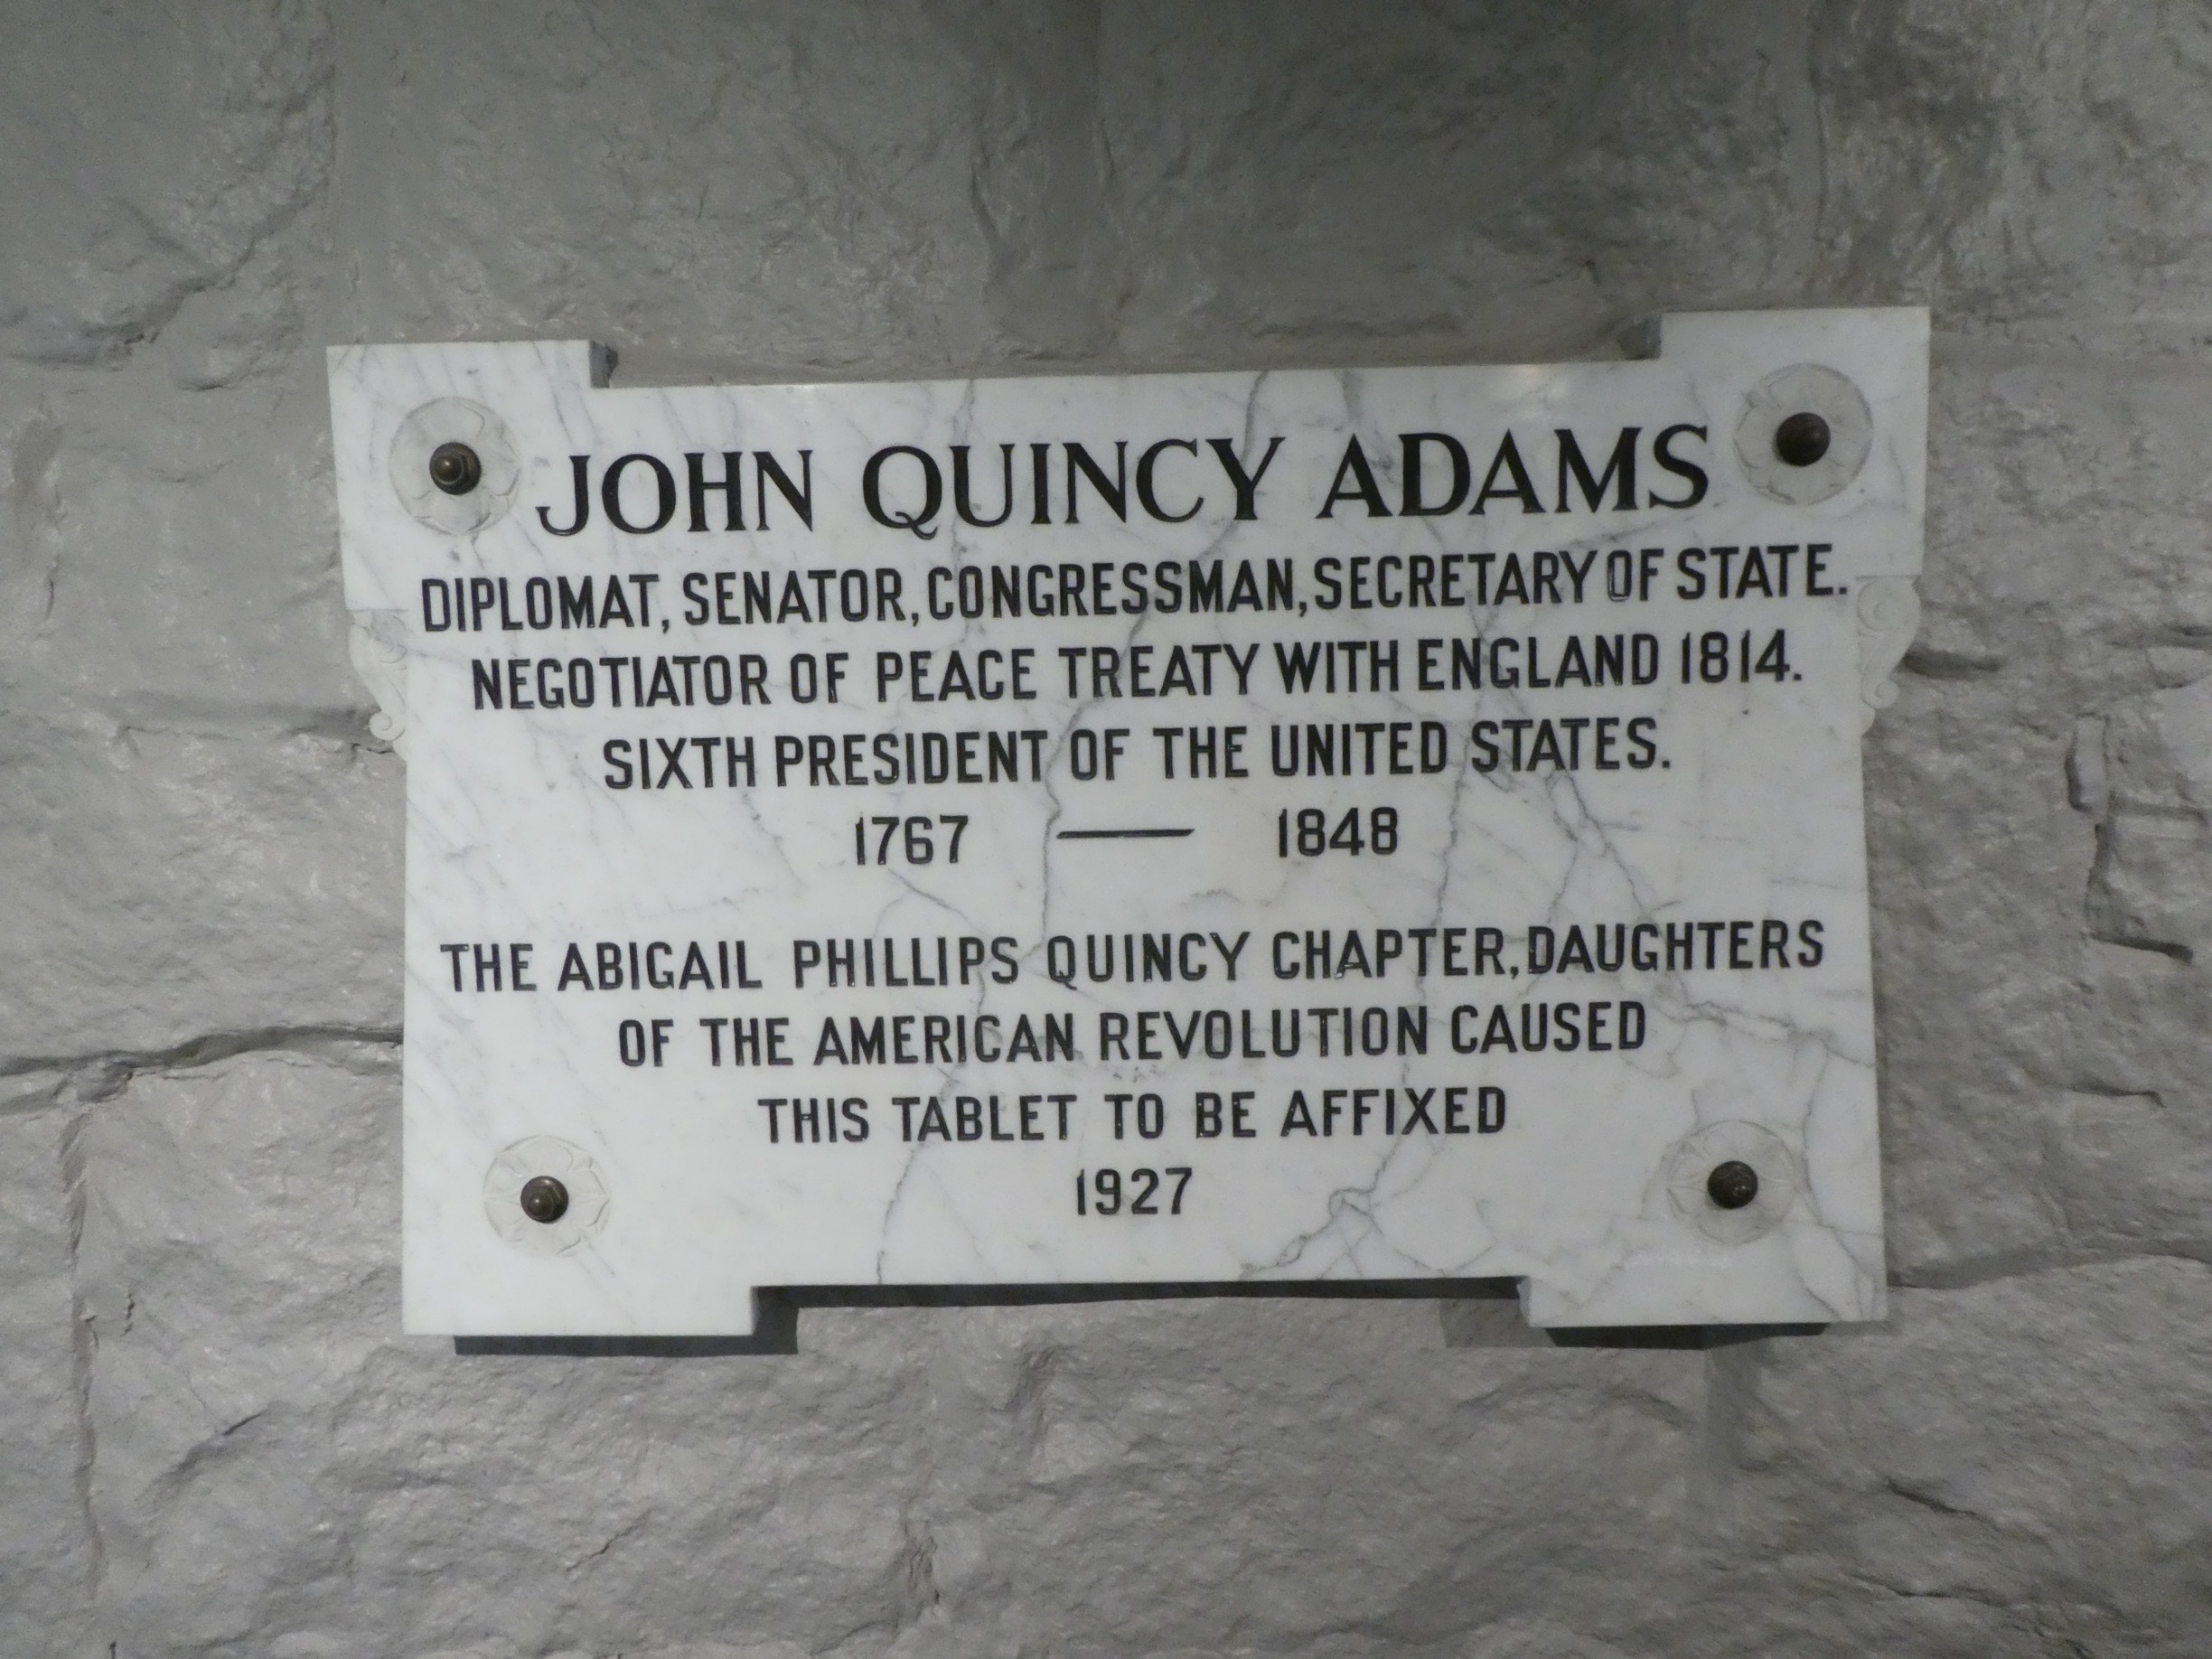 JOHN QUINCY ADAMS
DIPLOMAT, SENATOR, CONGRESSMAN, SECRETARY OF STATE.
NEGOTIATOR OF PEACE TREATY WITH ENGLAND 1814.
SIXTH PRESIDENT OF THE UNITED STATES.
1767 — 1848
THE ABIGAIL PHILLIPS QUINCY CHAPTER, DAUGHTERS
OF THE AMERICAN REVOLUTION CAUSED
THIS TABLET TO BE AFFIXED
1927